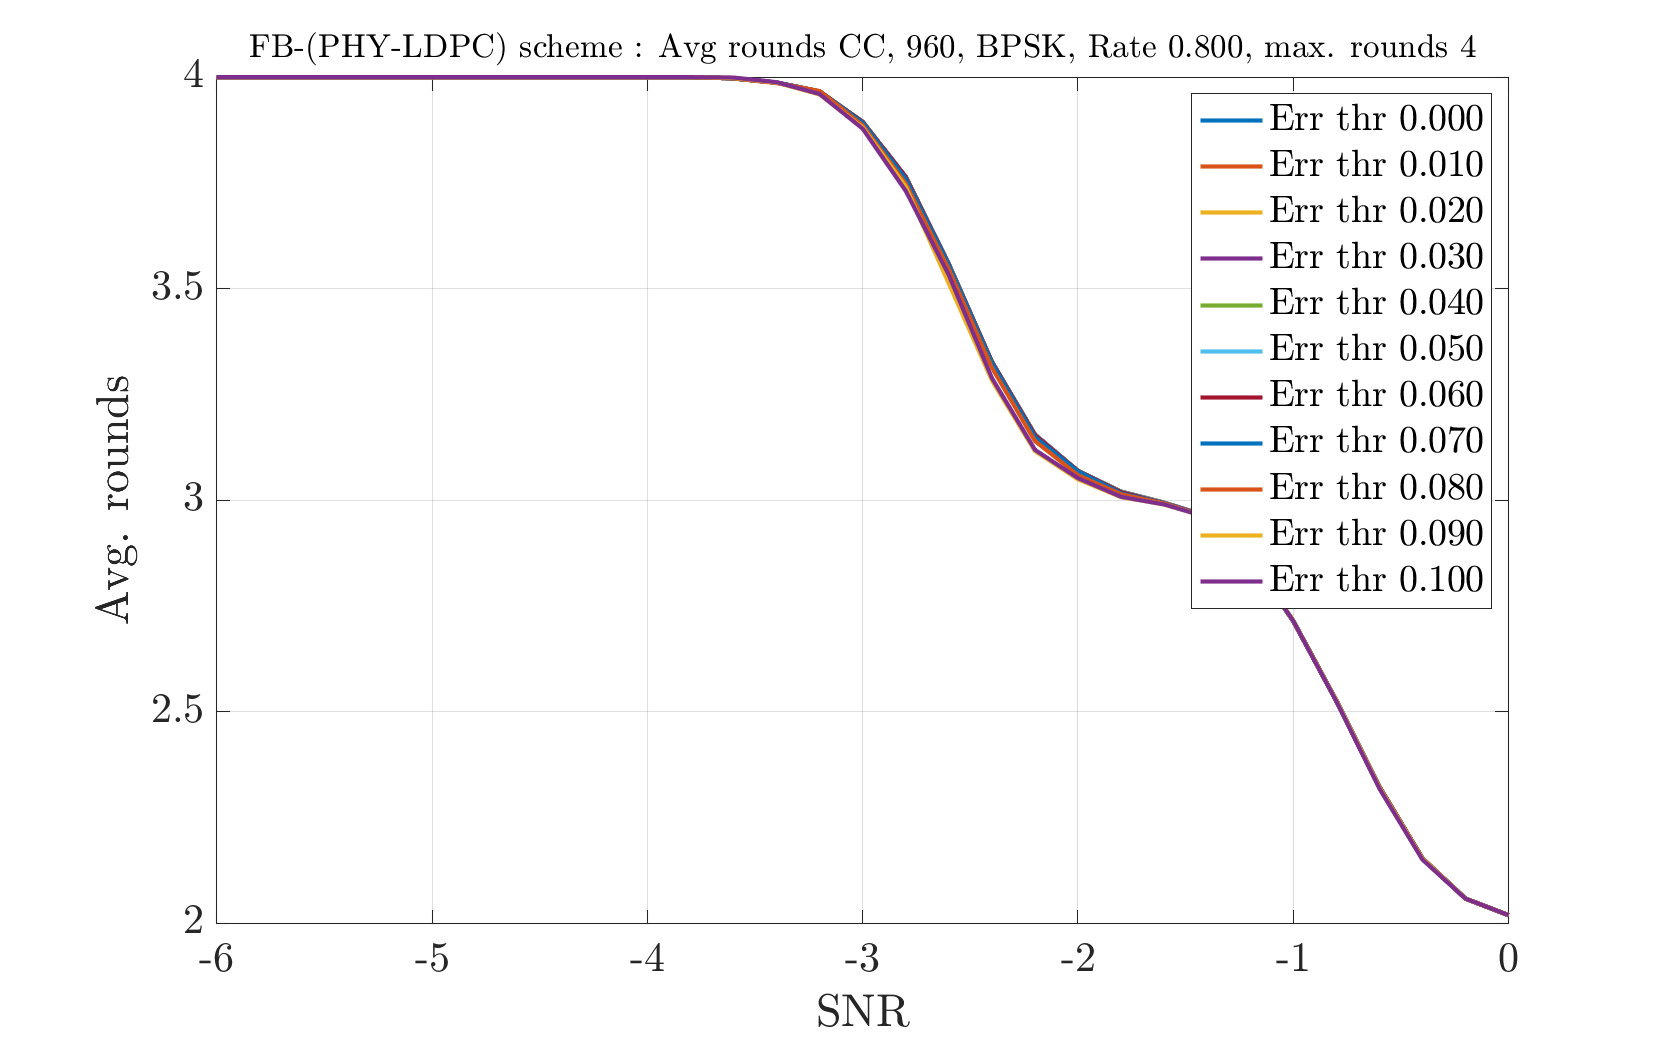 FB-(PHY-LDPC) scheme : Avg rounds CC, 960, BPSK, Rate 0.800, max. rounds 4
4
3.5
3
2.5
2
Avg. rounds
Err thr 0.000
Err thr 0.010
Err thr 0.020
Err thr 0.030
Err thr 0.040
Err thr 0.050
Err thr 0.060
Err thr 0.070
Err thr 0.080
Err thr 0.090
Err thr 0.100
-6 -5 -4 -3 -2 -1 0
SNR